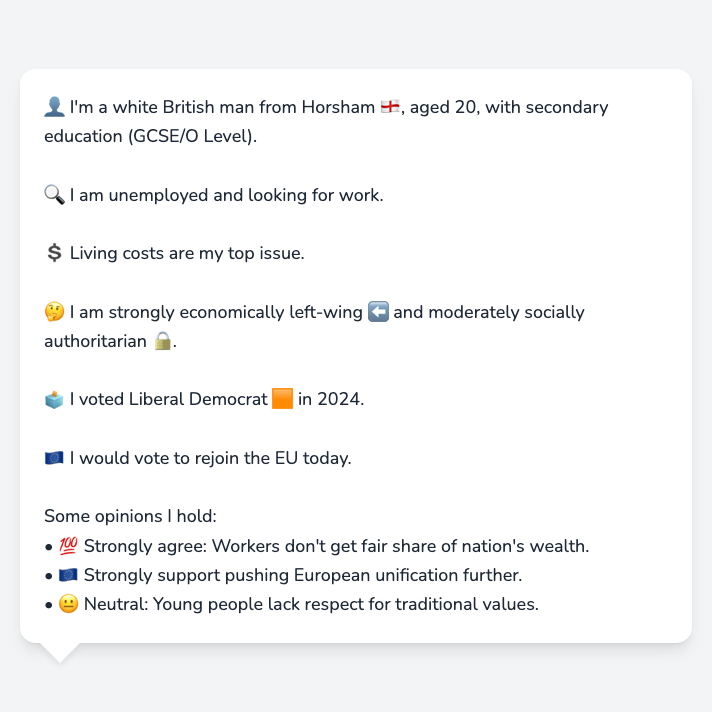 👤 I'm a white British man from Horsham 🏴󠁧󠁢󠁥󠁮󠁧󠁿, aged 20, with secondary
education (GCSE/O Level).
🔍 I am unemployed and looking for work.
💲 Living costs are my top issue.
🤔 I am strongly economically left-wing ⬅️ and moderately socially
authoritarian 🔒.
🗳️ I voted Liberal Democrat 🟧 in 2024.
🇪🇺 I would vote to rejoin the EU today.
Some opinions I hold:
• 💯 Strongly agree: Workers don't get fair share of nation's wealth.
• 🇪🇺 Strongly support pushing European unification further.
• 😐 Neutral: Young people lack respect for traditional values.